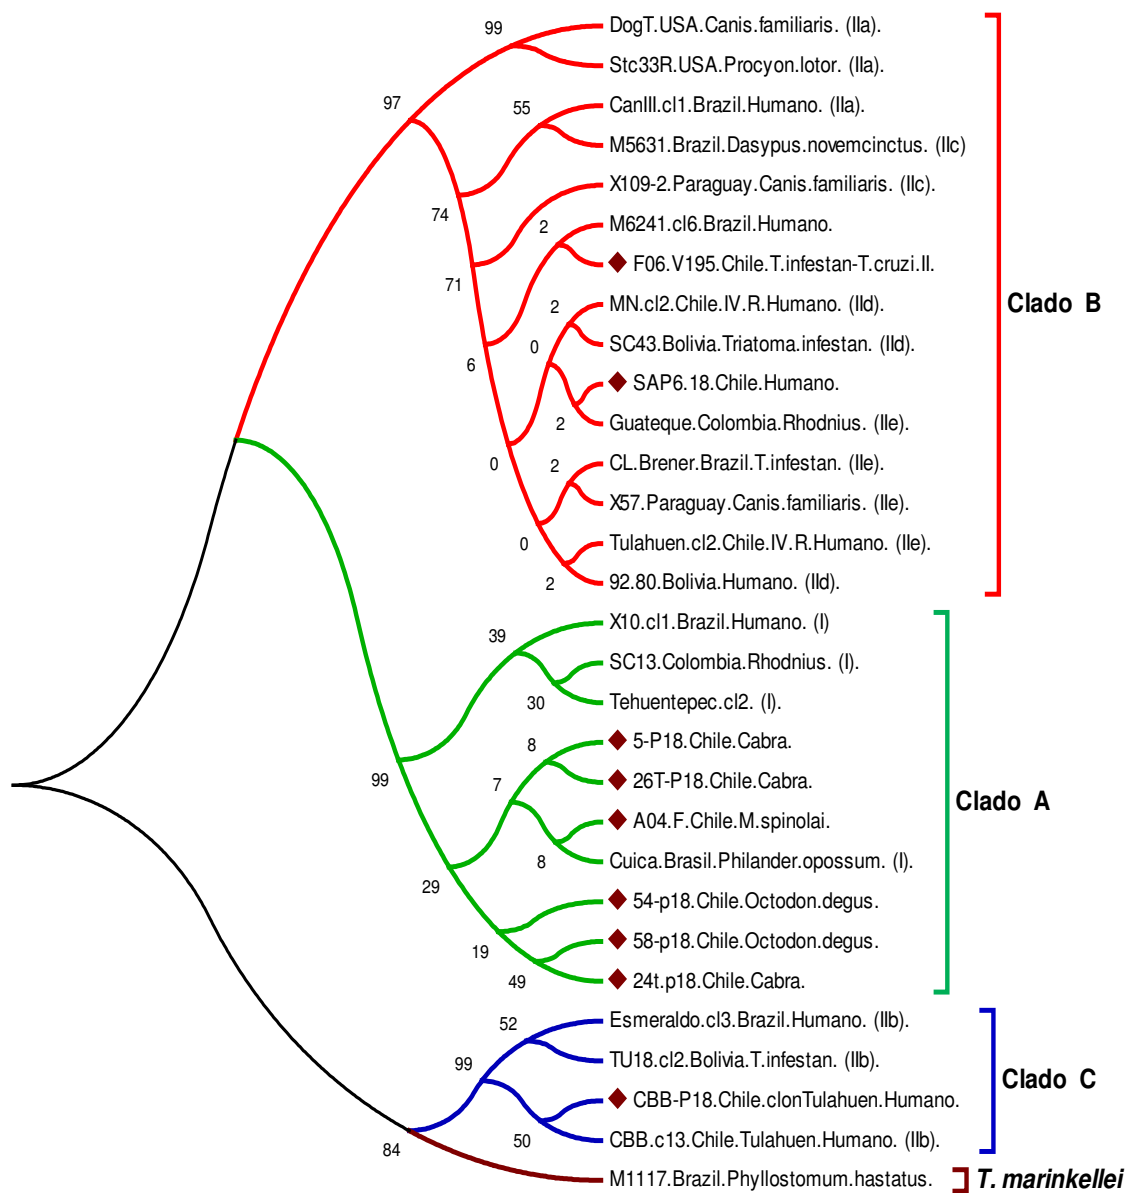 99
DogT.USA.Canis.familiaris. (IIa).
Stc33R.USA.Procyon.lotor. (IIa).
97
55
CanIII.cl1.Brazil.Humano. (IIa).
M5631.Brazil.Dasypus.novemcinctus. (IIc)
74
X109-2.Paraguay.Canis.familiaris. (IIc).
2
M6241.cl6.Brazil.Humano.
71
F06.V195.Chile.T.infestan-T.cruzi.II.
Clado B
2
MN.cl2.Chile.IV.R.Humano. (IId).
0
SC43.Bolivia.Triatoma.infestan. (IId).
6
SAP6.18.Chile.Humano.
2
Guateque.Colombia.Rhodnius. (IIe).
0
2
CL.Brener.Brazil.T.infestan. (IIe).
X57.Paraguay.Canis.familiaris. (IIe).
0
Tulahuen.cl2.Chile.IV.R.Humano. (IIe).
2
92.80.Bolivia.Humano. (IId).
39
X10.cl1.Brazil.Humano. (I)
SC13.Colombia.Rhodnius. (I).
30
Tehuentepec.cl2. (I).
8
5-P18.Chile.Cabra.
99
7
26T-P18.Chile.Cabra.
Clado A
A04.F.Chile.M.spinolai.
8
Cuica.Brasil.Philander.opossum. (I).
29
54-p18.Chile.Octodon.degus.
19
58-p18.Chile.Octodon.degus.
49
24t.p18.Chile.Cabra.
52
Esmeraldo.cl3.Brazil.Humano. (IIb).
99
TU18.cl2.Bolivia.T.infestan. (IIb).
Clado C
CBB-P18.Chile.clonTulahuen.Humano.
50
CBB.c13.Chile.Tulahuen.Humano. (IIb).
84
M1117.Brazil.Phyllostomum.hastatus.
T. marinkellei